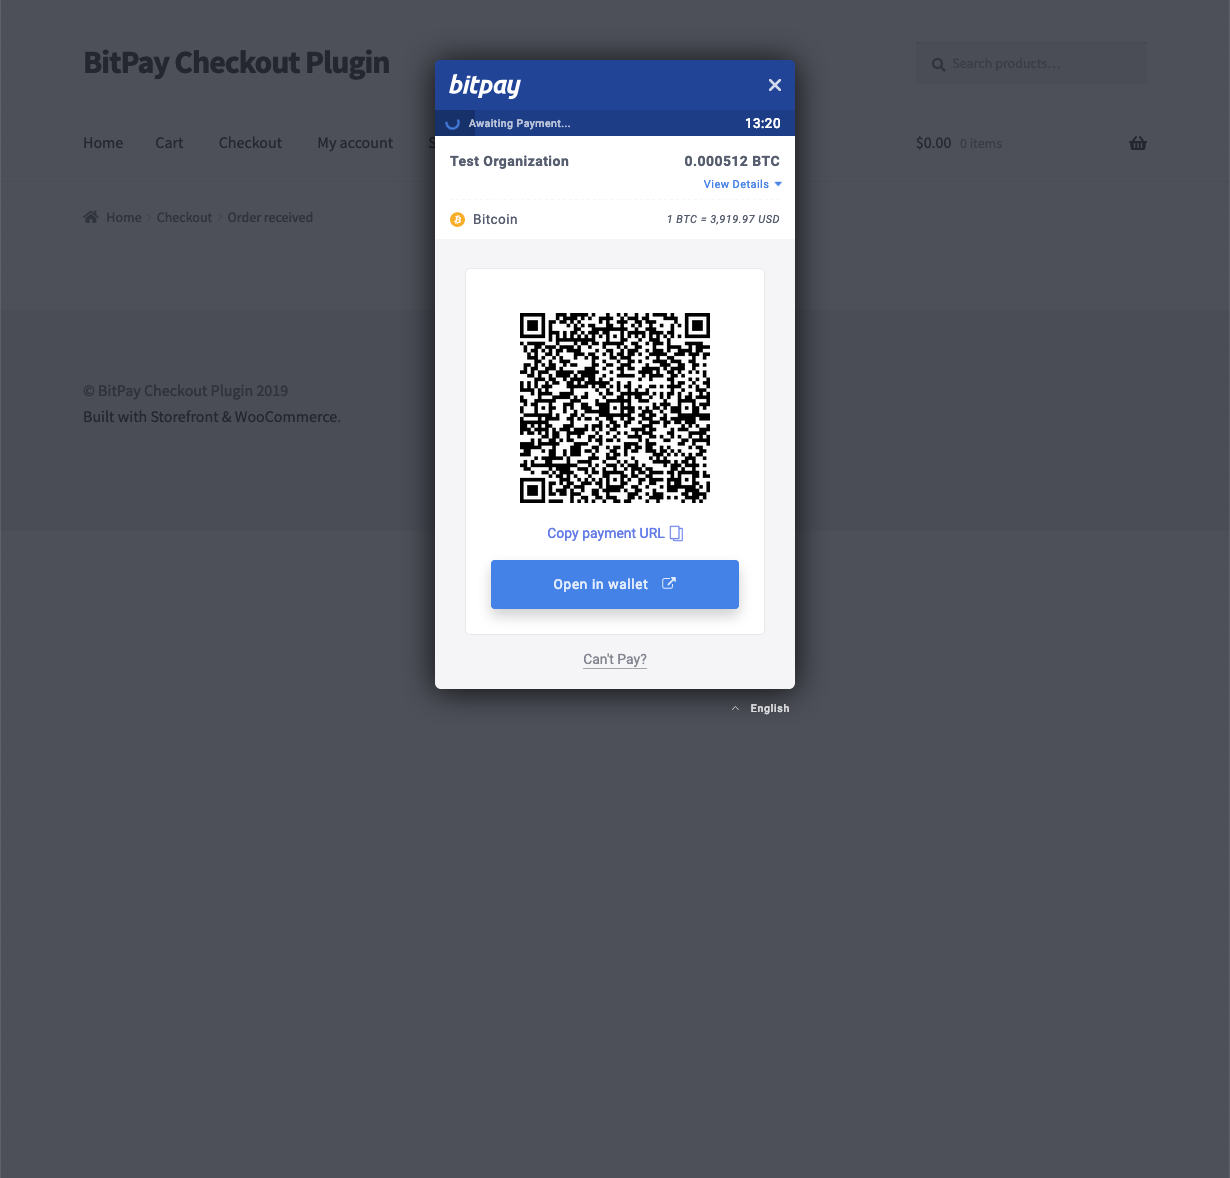 BitPay Checkout Plugin
Search products…
Home Cart Checkout My account S
$0.00 0 items
Home Checkout Order received
bitpay
Awaiting Payment... 13:20
Test Organization 0.000512 BTC
View Details
Bitcoin 1 BTC = 3,919.97 USD
Copy payment URL
Open in wallet
Can't Pay?
English
© BitPay Checkout Plugin 2019
Built with Storefront & WooCommerce.